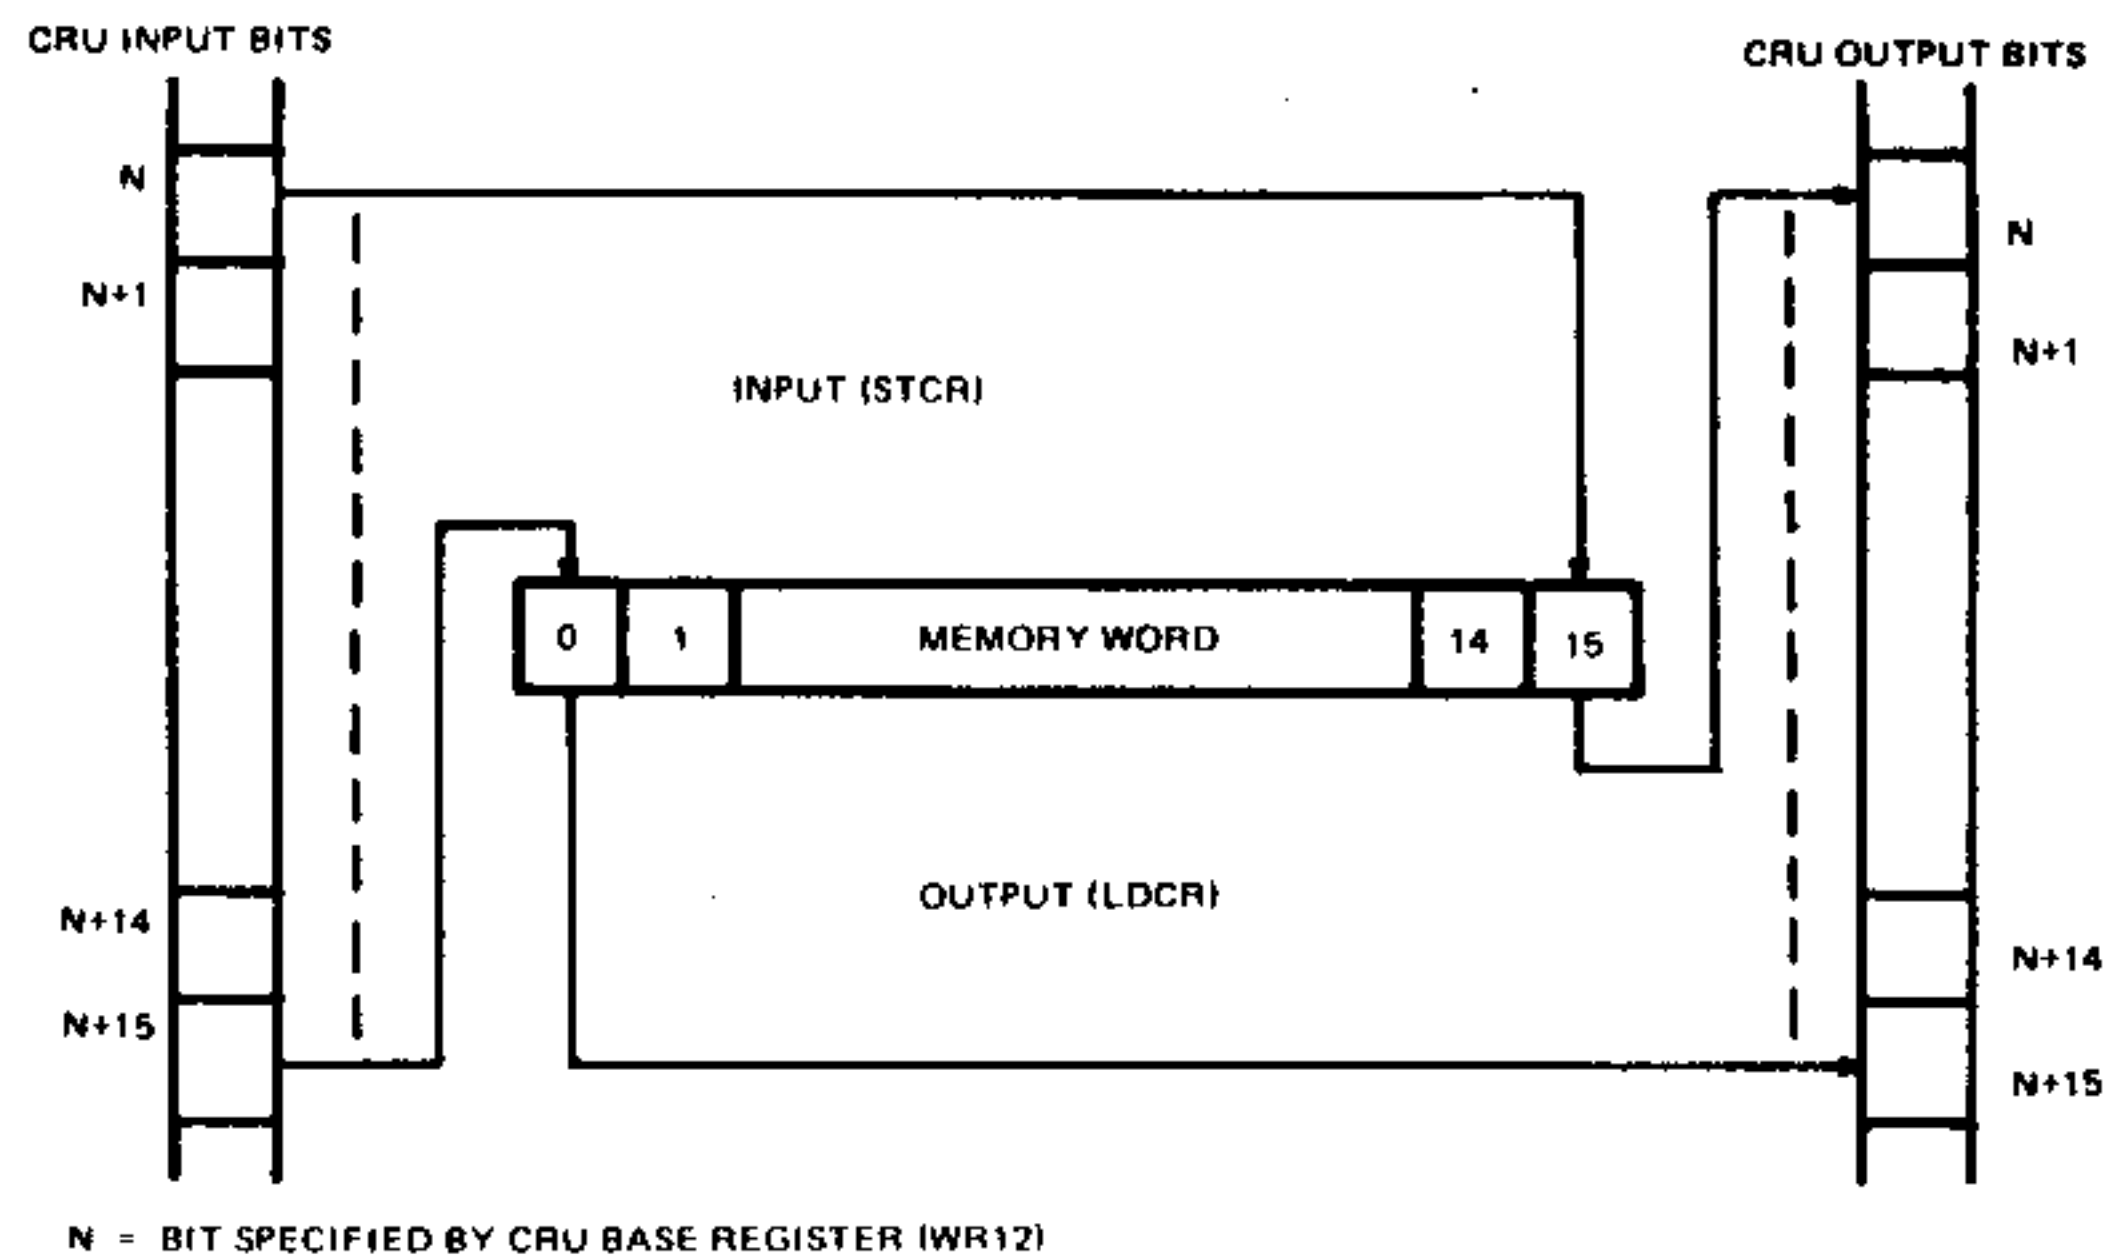 CRU INPUT BITS
CRU OUTPUT BITS
N
N
N+1
N+1
INPUT (STCR)
0 1 MEMORY WORD 14 15
OUTPUT (LDCR)
N+14
N+14
N+15
N+15
N = BIT SPECIFIED BY CRU BASE REGISTER (WR12)